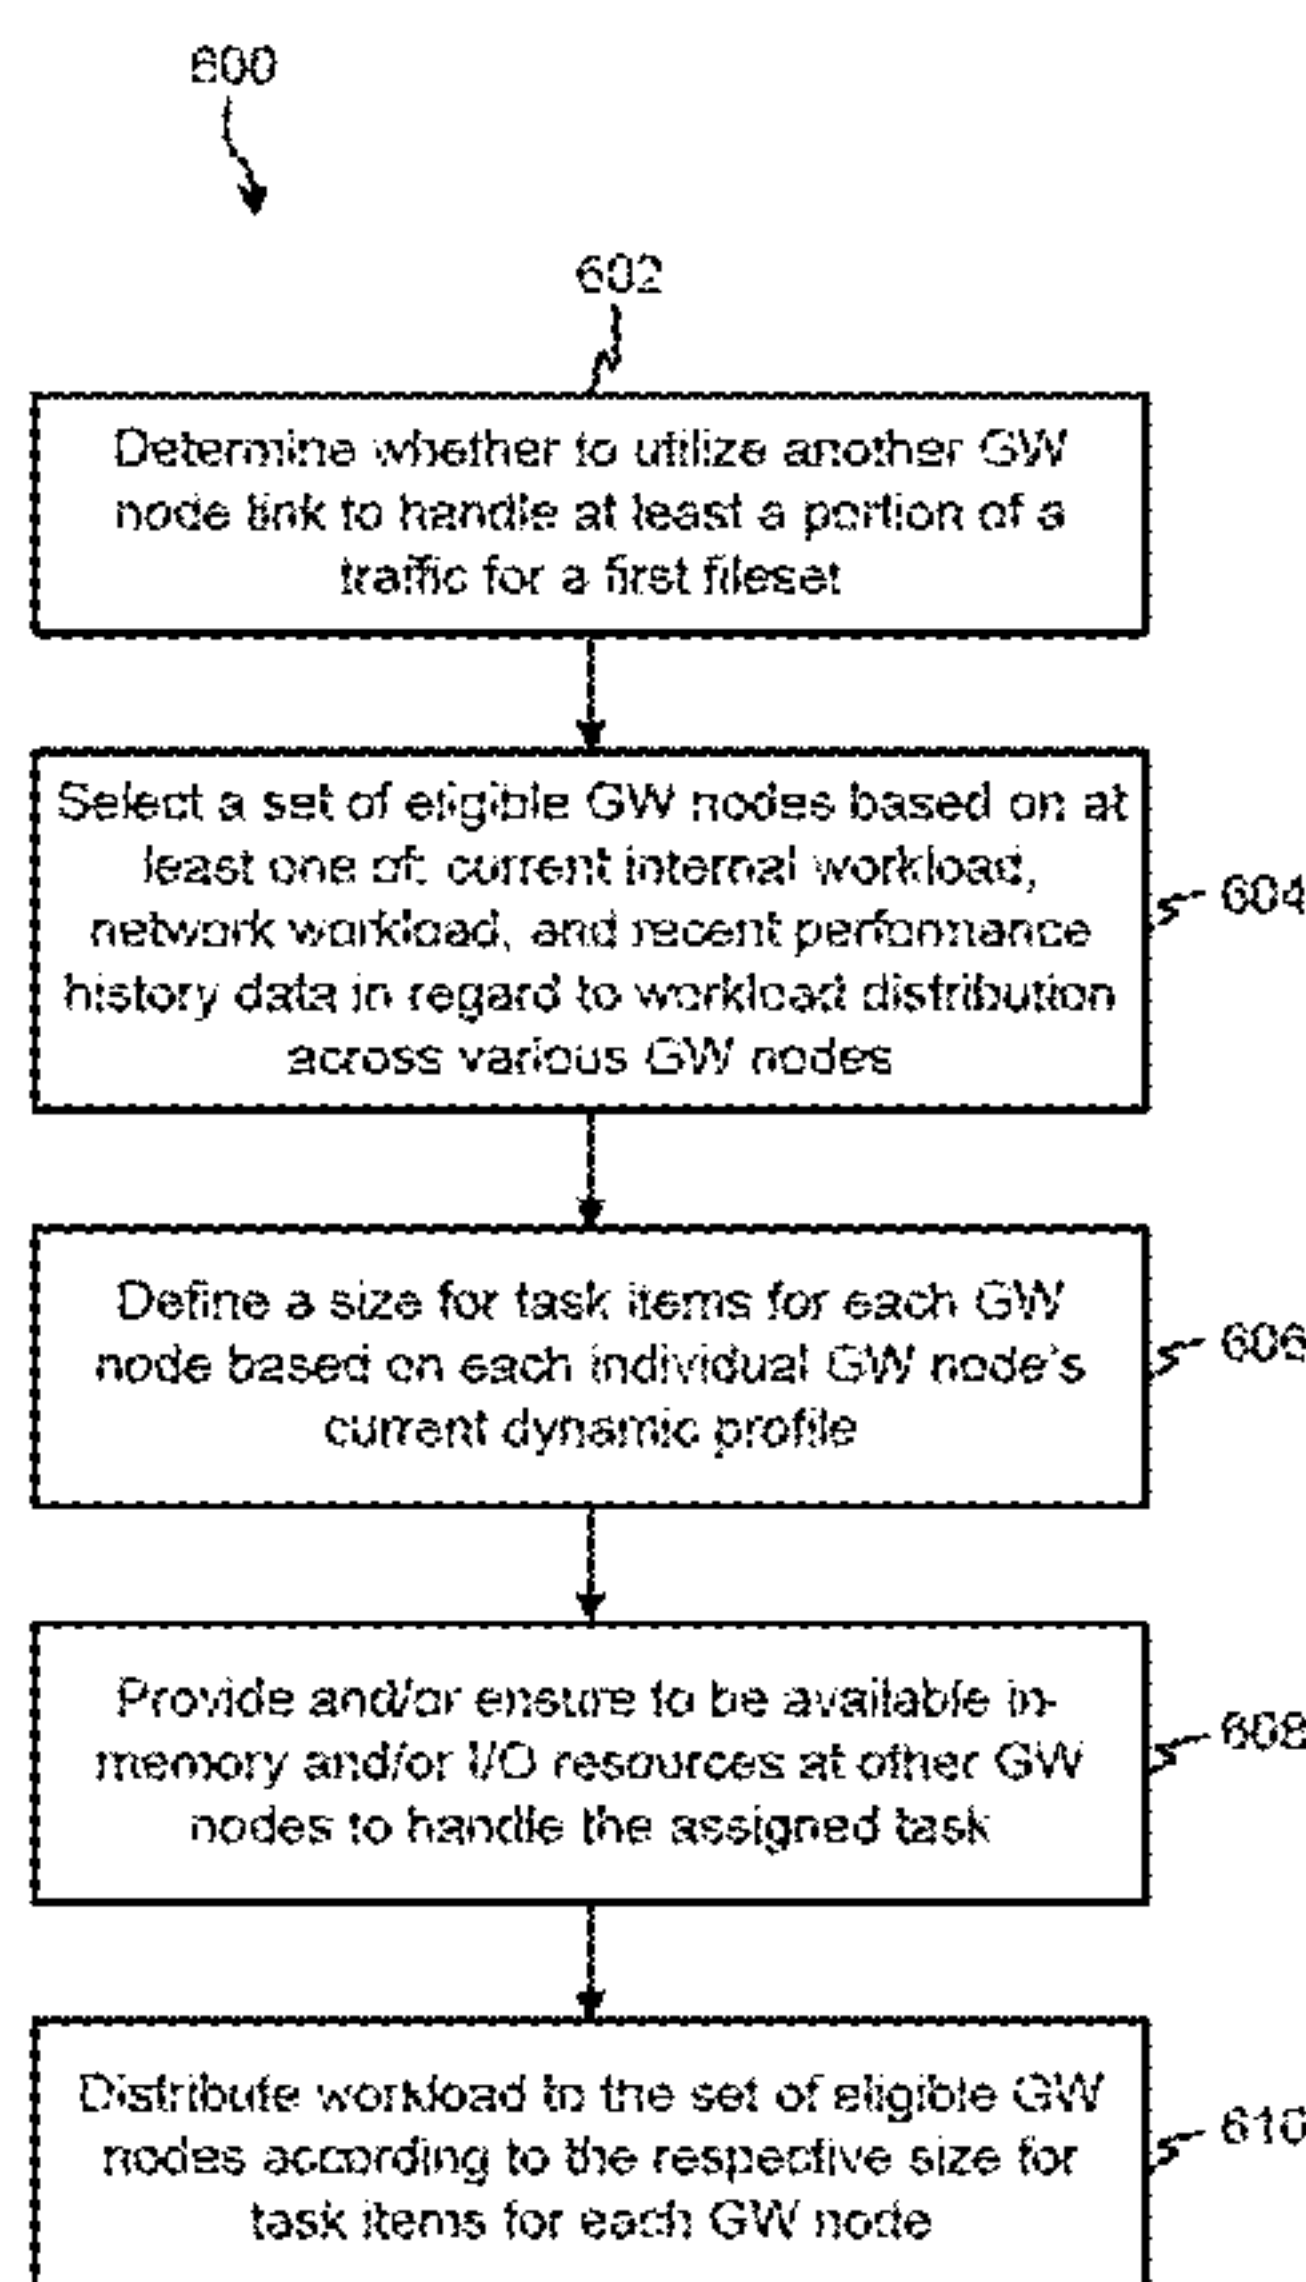 600
602
Determine whether to utilize another GW
node link to handle at least a portion of a
traffic for a first fileset
Select a set of eligible GW nodes based on at
least one of: current internal workload,
network workload, and recent performance
history data in regard to workload distribution
across various GW nodes
604
Define a size for task items for each GW
node based on each individual GW node's
current dynamic profile
606
Provide and/or ensure to be available in-
memory and/or I/O resources at other GW
nodes to handle the assigned task
608
Distribute workload to the set of eligible GW
nodes according to the respective size for
task items for each GW node
610